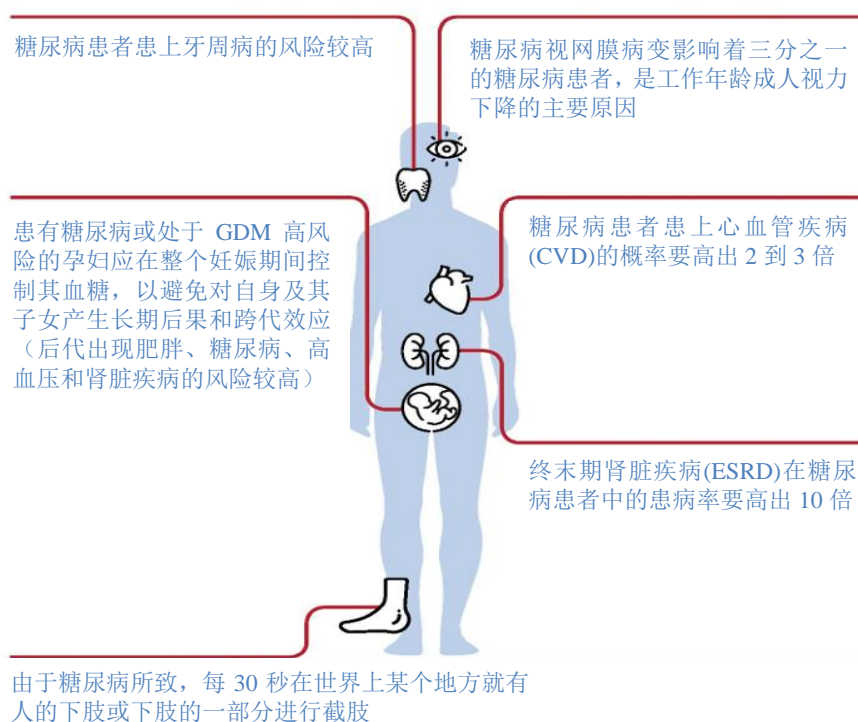 糖尿病患者患上牙周病的风险较高
糖尿病视网膜病变影响着三分之一
的糖尿病患者，是工作年龄成人视力
下降的主要原因
患有糖尿病或处于 GDM 高风
险的孕妇应在整个妊娠期间控
制其血糖，以避免对自身及其
子女产生长期后果和跨代效应
（后代出现肥胖、糖尿病、高
血压和肾脏疾病的风险较高）
糖尿病患者患上心血管疾病
(CVD)的概率要高出 2 到 3 倍
终末期肾脏疾病(ESRD)在糖尿
病患者中的患病率要高出 10 倍
由于糖尿病所致，每 30 秒在世界上某个地方就有
人的下肢或下肢的一部分进行截肢